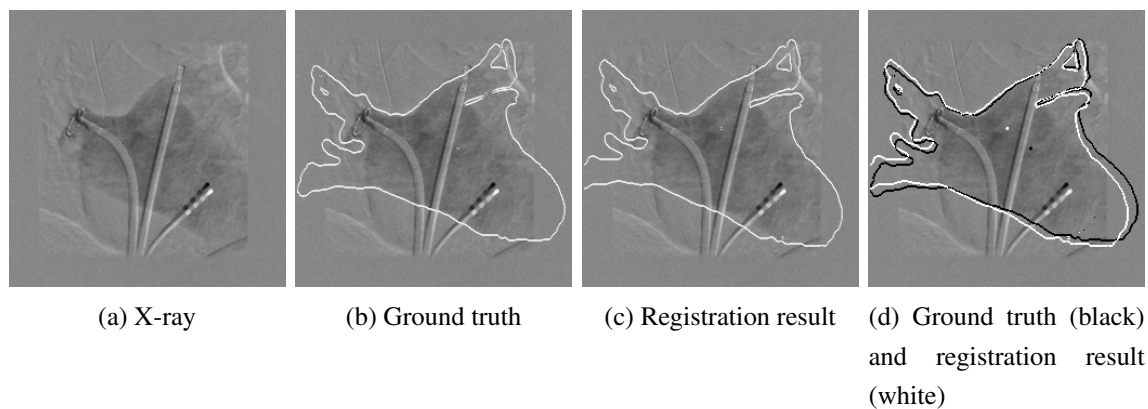 (a) X-ray
(b) Ground truth
(c) Registration result
(d) Ground truth (black)
and registration result
(white)